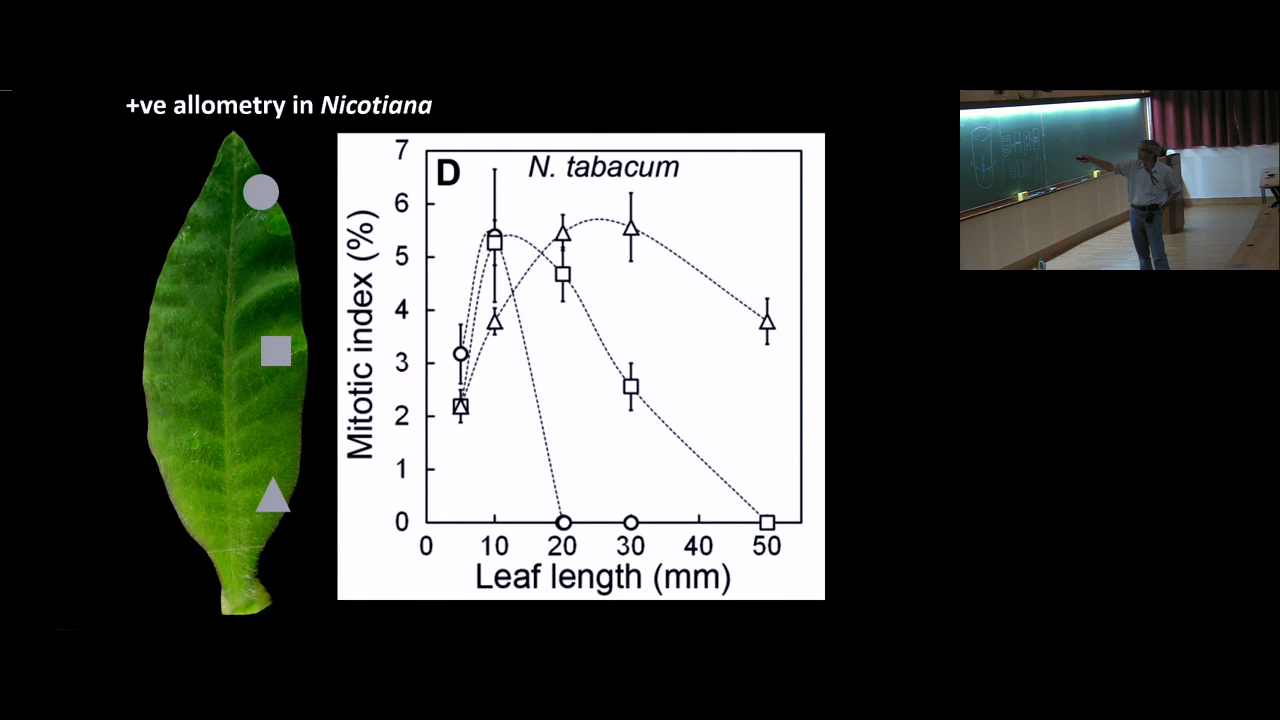 +ve allometry in Nicotiana
D
N. tabacum
Mitotic index (%)
7
6
5
4
3
2
1
0
0 10 20 30 40 50
Leaf length (mm)